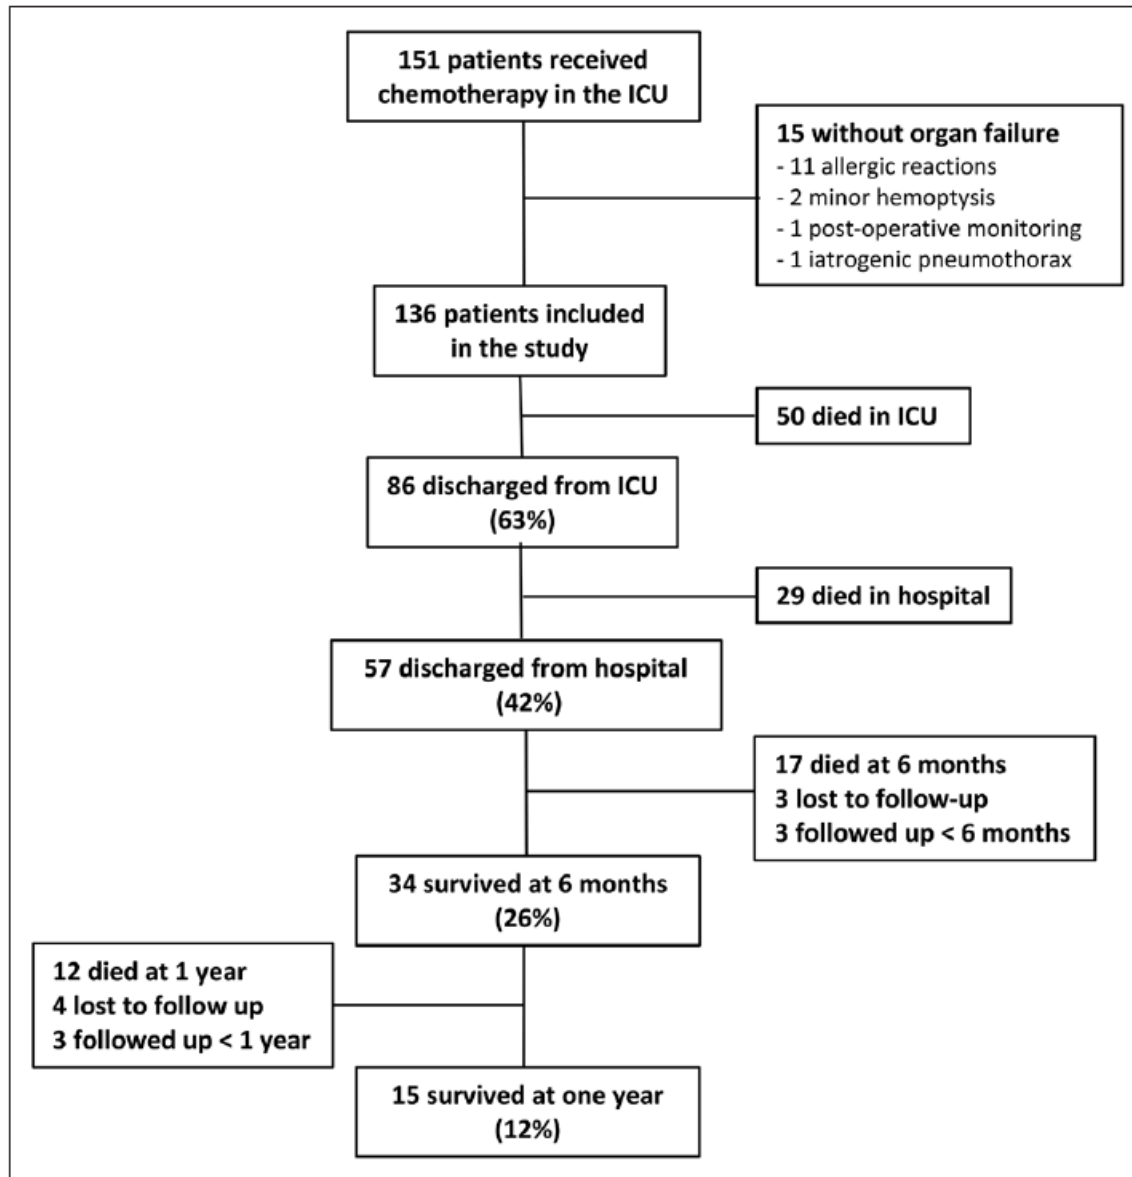 151 patients received
chemotherapy in the ICU
15 without organ failure
- 11 allergic reactions
- 2 minor hemoptysis
- 1 post-operative monitoring
- 1 iatrogenic pneumothorax
136 patients included
in the study
50 died in ICU
86 discharged from ICU
(63%)
29 died in hospital
57 discharged from hospital
(42%)
17 died at 6 months
3 lost to follow-up
3 followed up < 6 months
34 survived at 6 months
(26%)
12 died at 1 year
4 lost to follow up
3 followed up < 1 year
15 survived at one year
(12%)